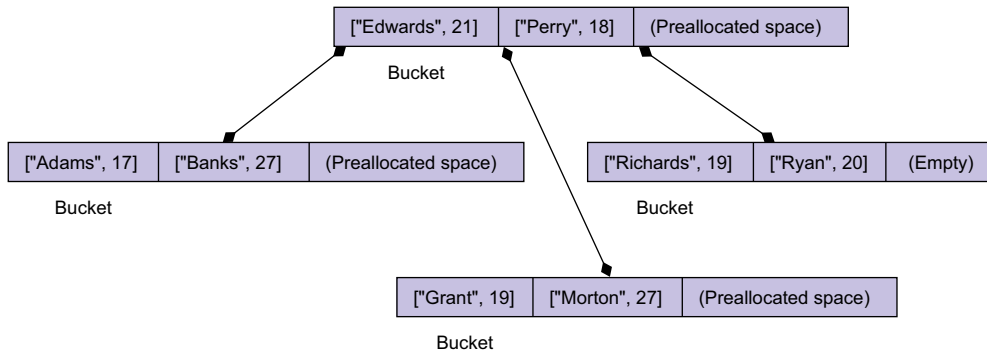 ["Edwards", 21] ["Perry", 18] (Preallocated space)
Bucket
["Adams", 17] ["Banks", 27] (Preallocated space)
Bucket
["Richards", 19] ["Ryan", 20] (Empty)
Bucket
["Grant", 19] ["Morton", 27] (Preallocated space)
Bucket